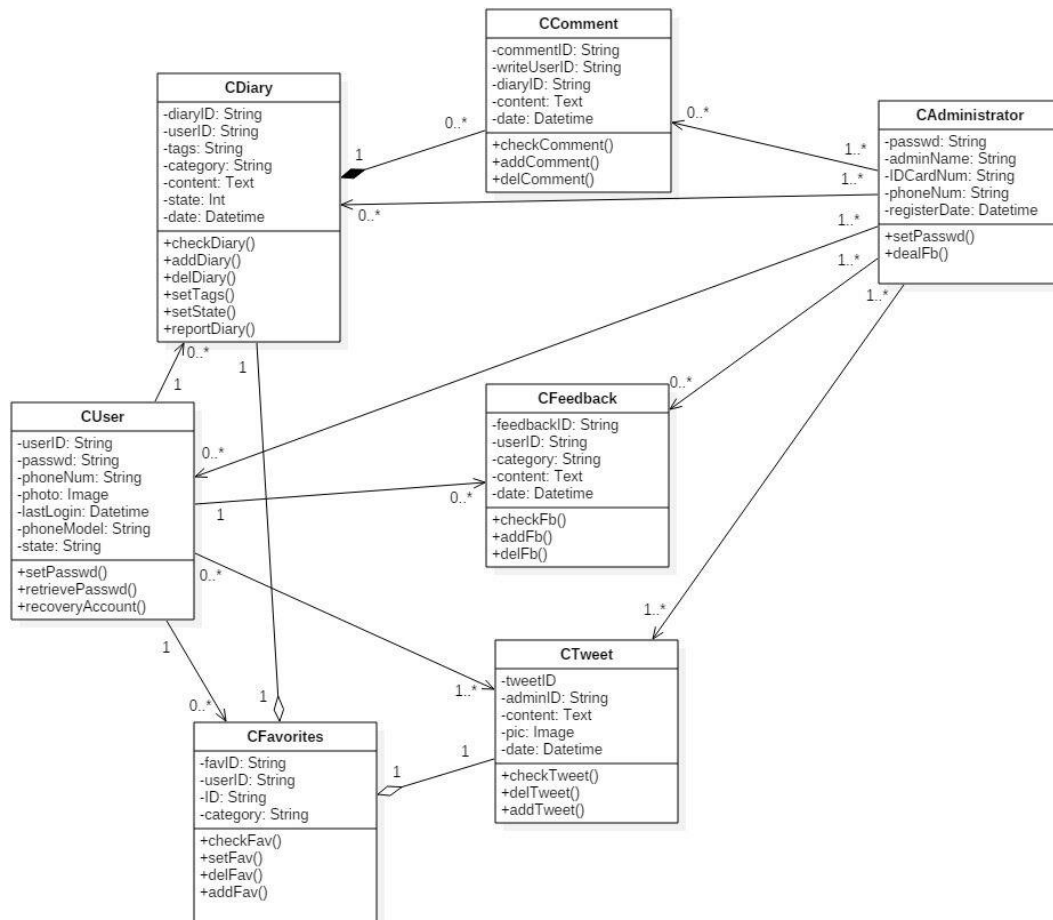 CComment
-commentID: String
-writeUserID: String
-diaryID: String
-content: Text
-date: Datetime
+checkComment()
+addComment()
+delComment()
CDiary
-diaryID: String
-userID: String
-tags: String
-category: String
-content: Text
-state: Int
-date: Datetime
+checkDiary()
+addDiary()
+delDiary()
+setTags()
+setState()
+reportDiary()
CAdministrator
-passwd: String
-adminName: String
-IDCardNum: String
-phoneNum: String
-registerDate: Datetime
+setPasswd()
+dealFb()
0..*
1
0..*
1..*
1..*
0..*
1..*
1..*
1..*
0..*
1
1
CUser
-userID: String
-passwd: String
-phoneNum: String
-photo: Image
-lastLogin: Datetime
-phoneModel: String
-state: String
+setPasswd()
+retrievePasswd()
+recoveryAccount()
CFeedback
-feedbackID: String
-userID: String
-category: String
-content: Text
-date: Datetime
+checkFb()
+addFb()
+delFb()
0..*
0..*
1
0..*
0..*
1
0..*
1
1..*
1..*
CTweet
-tweetID
-adminID: String
-content: Text
-pic: Image
-date: Datetime
+checkTweet()
+delTweet()
+addTweet()
1
1
CFavorites
-favID: String
-userID: String
-ID: String
-category: String
+checkFav()
+setFav()
+delFav()
+addFav()